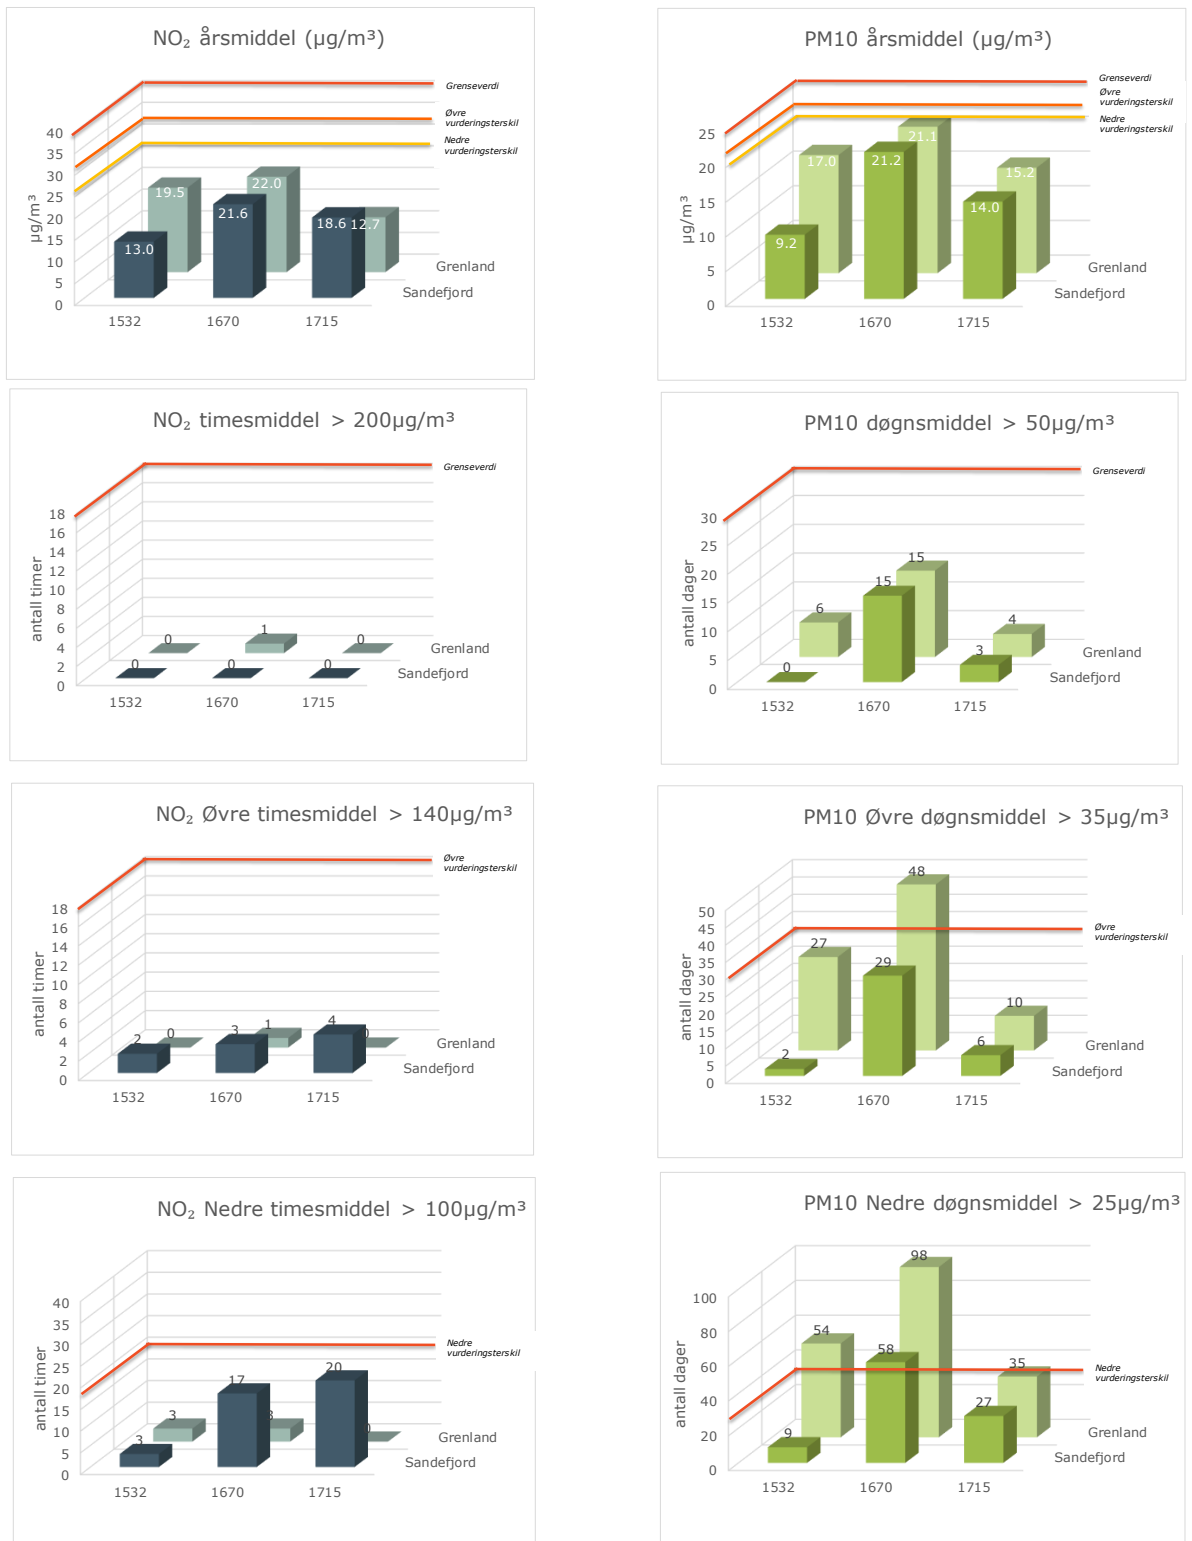 NO₂ årsmiddel (µg/m³)
Grenseverdi
Øvre
vurderingsterskil
Nedre
vurderingsterskil
40
35
30
25
20
15
10
5
0
µg/m³
19.5
22.0
12.7
13.0
21.6
18.6
Grenland
Sandefjord
1532
1670
1715
PM10 årsmiddel (µg/m³)
Grenseverdi
Øvre
vurderingsterskil
Nedre
vurderingsterskil
25
20
15
10
5
0
µg/m³
17.0
21.1
15.2
9.2
21.2
14.0
Grenland
Sandefjord
1532
1670
1715
NO₂ timesmiddel > 200µg/m³
Grenseverdi
18
16
14
12
10
8
6
4
2
0
antall timer
0
1
0
0
0
0
Grenland
Sandefjord
1532
1670
1715
PM10 døgnsmiddel > 50µg/m³
Grenseverdi
30
25
20
15
10
5
0
antall dager
6
15
4
0
15
3
Grenland
Sandefjord
1532
1670
1715
NO₂ Øvre timesmiddel > 140µg/m³
Øvre
vurderingsterskil
18
16
14
12
10
8
6
4
2
0
antall timer
0
1
0
2
3
4
Grenland
Sandefjord
1532
1670
1715
PM10 Øvre døgnsmiddel > 35µg/m³
Øvre
vurderingsterskil
50
45
40
35
30
25
20
15
10
5
0
antall dager
27
48
10
2
29
6
Grenland
Sandefjord
1532
1670
1715
NO₂ Nedre timesmiddel > 100µg/m³
Nedre
vurderingsterskil
40
35
30
25
20
15
10
5
0
antall timer
3
3
0
3
17
20
Grenland
Sandefjord
1532
1670
1715
PM10 Nedre døgnsmiddel > 25µg/m³
Nedre
vurderingsterskil
100
80
60
40
20
0
antall dager
54
98
35
9
58
27
Grenland
Sandefjord
1532
1670
1715